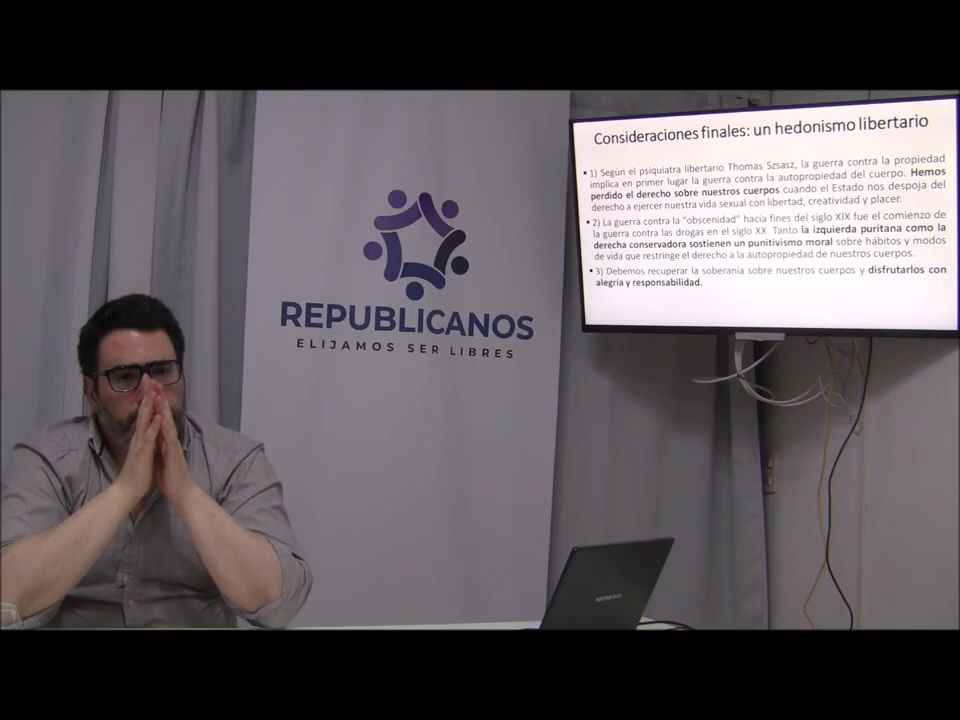 REPUBLICANOS
ELIJAMOS SER LIBRES
Consideraciones finales: un hedonismo libertario
▪ 1) Según el psiquiatra libertario Thomas Szsasz, la guerra contra la propiedad
implica en primer lugar la guerra contra la autopropiedad del cuerpo. Hemos
perdido el derecho sobre nuestros cuerpos cuando el Estado nos despoja del
derecho a ejercer nuestra vida sexual con libertad, creatividad y placer.
▪ 2) La guerra contra la "obscenidad" hacia fines del siglo XIX fue el comienzo de
la guerra contra las drogas en el siglo XX. Tanto la izquierda puritana como la
derecha conservadora sostienen un punitivismo moral sobre hábitos y modos
de vida que restringe el derecho a la autopropiedad de nuestros cuerpos.
▪ 3) Debemos recuperar la soberania sobre nuestros cuerpos y disfrutarlos con
alegria y responsabilidad.